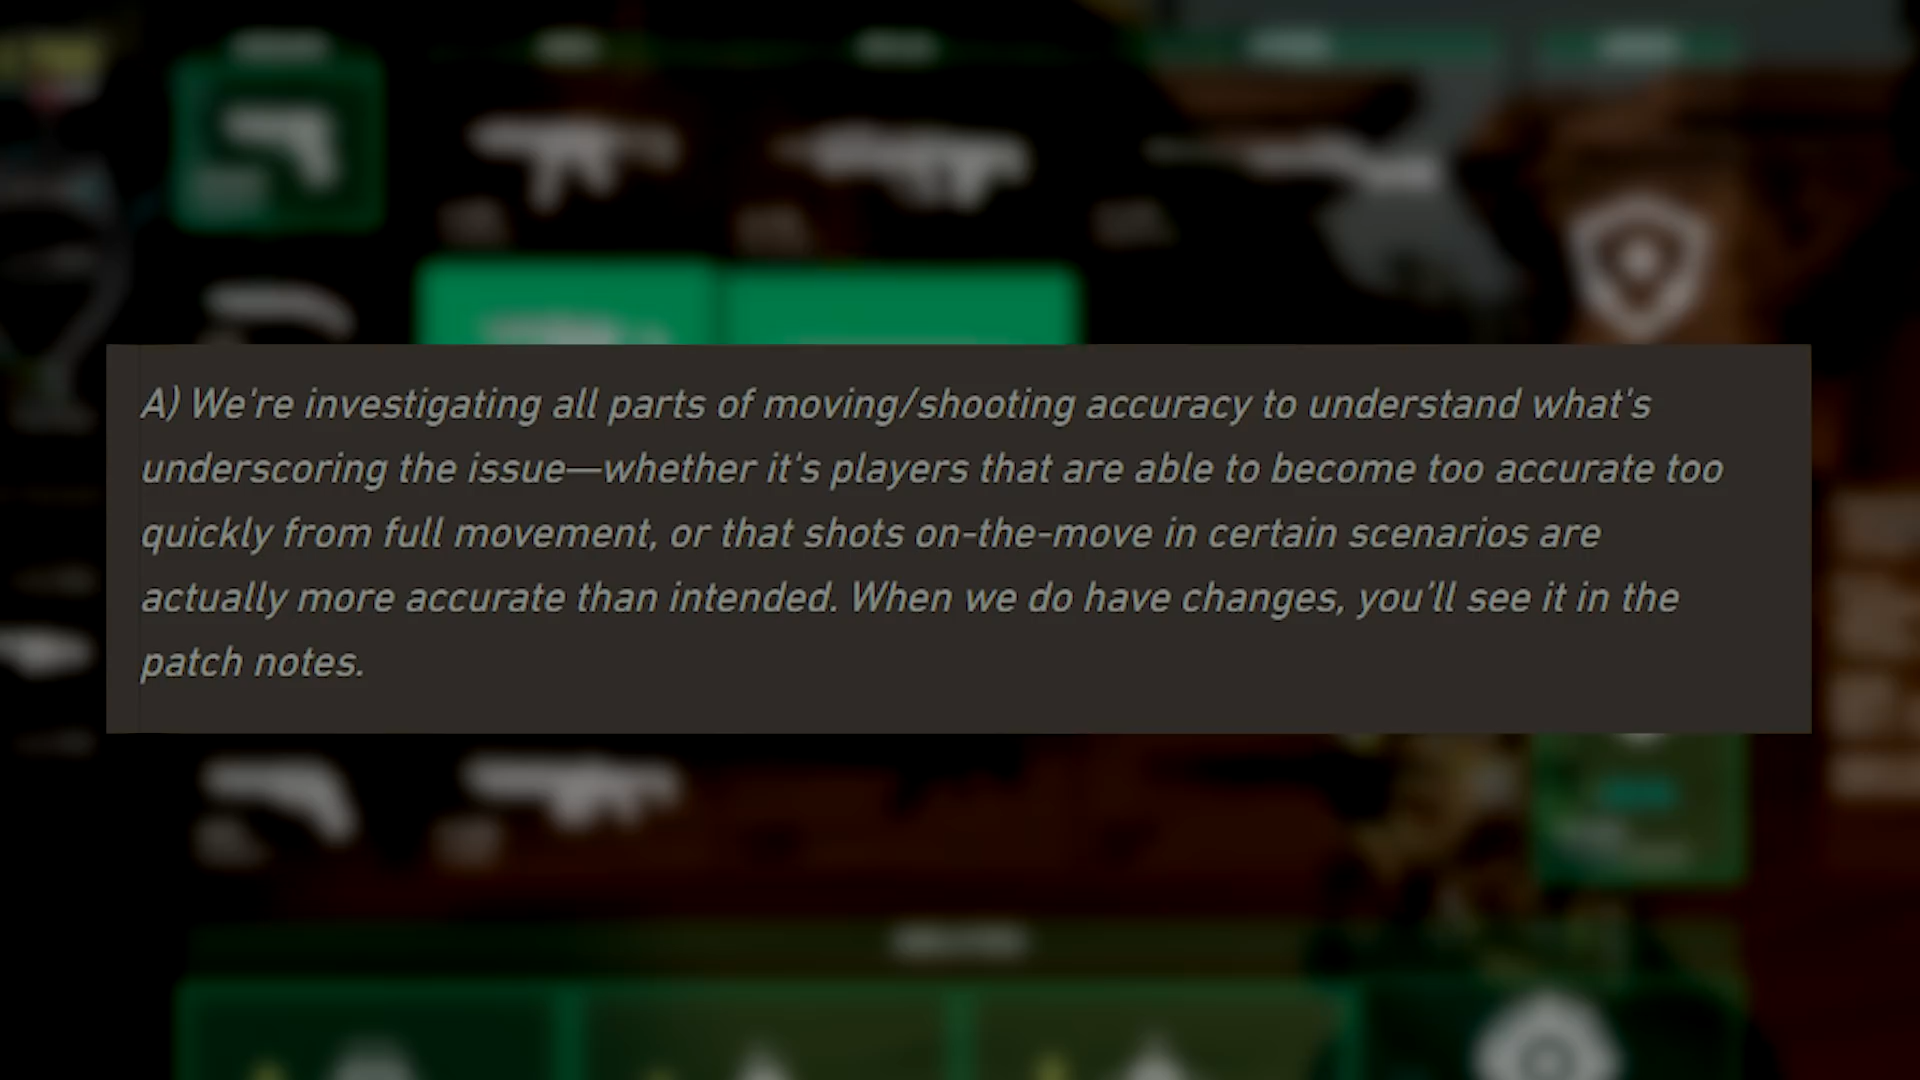 A) We're investigating all parts of moving/shooting accuracy to understand what's
underscoring the issue—whether it's players that are able to become too accurate too
quickly from full movement, or that shots on-the-move in certain scenarios are
actually more accurate than intended. When we do have changes, you’ll see it in the
patch notes.